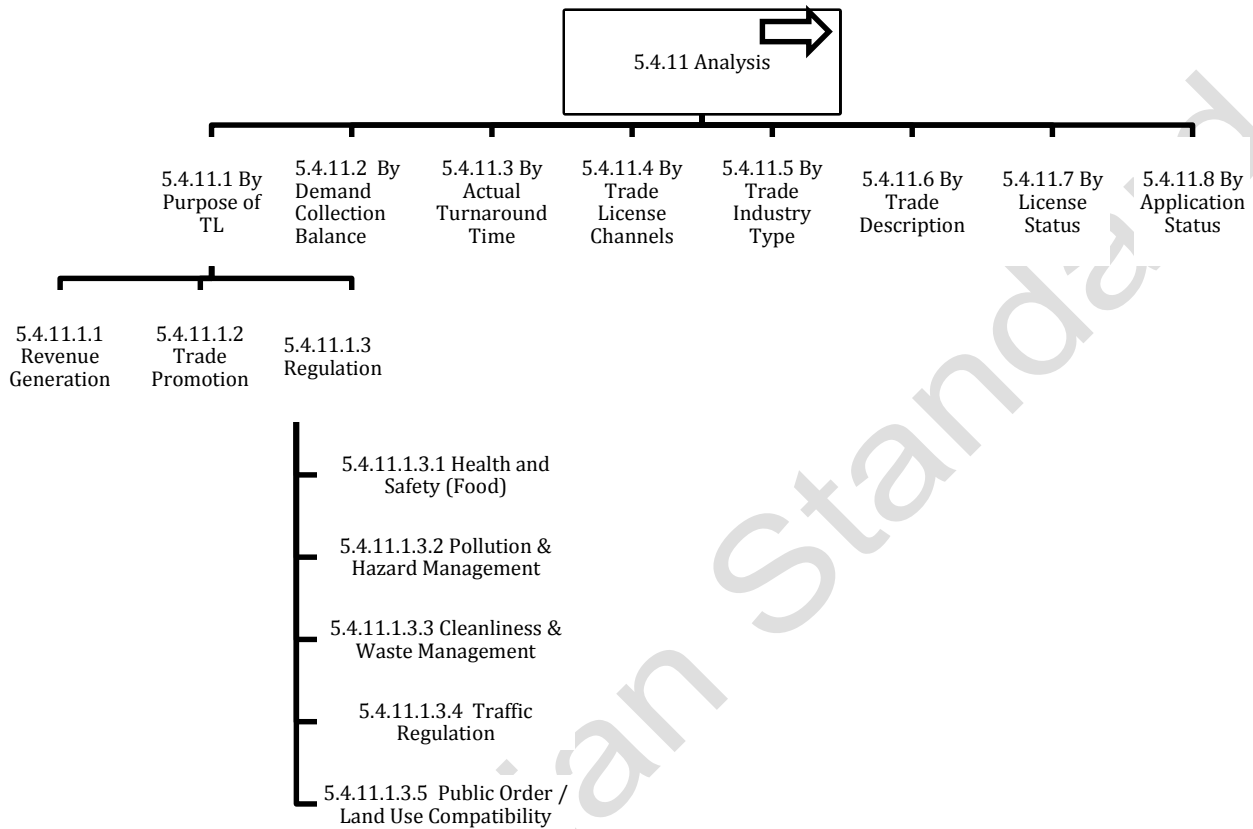 5.4.11 Analysis
5.4.11.1 By
Purpose of
TL
5.4.11.2 By
Demand
Collection
Balance
5.4.11.3 By
Actual
Turnaround
Time
5.4.11.4 By
Trade
License
Channels
5.4.11.5 By
Trade
Industry
Type
5.4.11.6 By
Trade
Description
5.4.11.7 By
License
Status
5.4.11.8 By
Application
Status
5.4.11.1.1
Revenue
Generation
5.4.11.1.2
Trade
Promotion
5.4.11.1.3
Regulation
5.4.11.1.3.1 Health and
Safety (Food)
5.4.11.1.3.2 Pollution &
Hazard Management
5.4.11.1.3.3 Cleanliness &
Waste Management
5.4.11.1.3.4 Traffic
Regulation
5.4.11.1.3.5 Public Order /
Land Use Compatibility
ian Standard